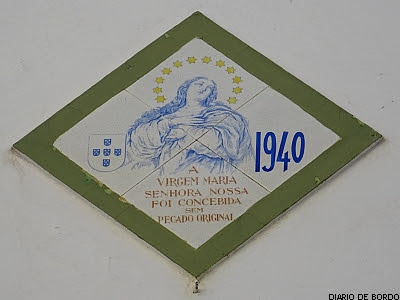 1940
A
VIRGEM MARIA
SENHORA NOSSA
FOI CONCEBIDA
SEM
PECADO ORIGINAL
DIARIO DE BORDO